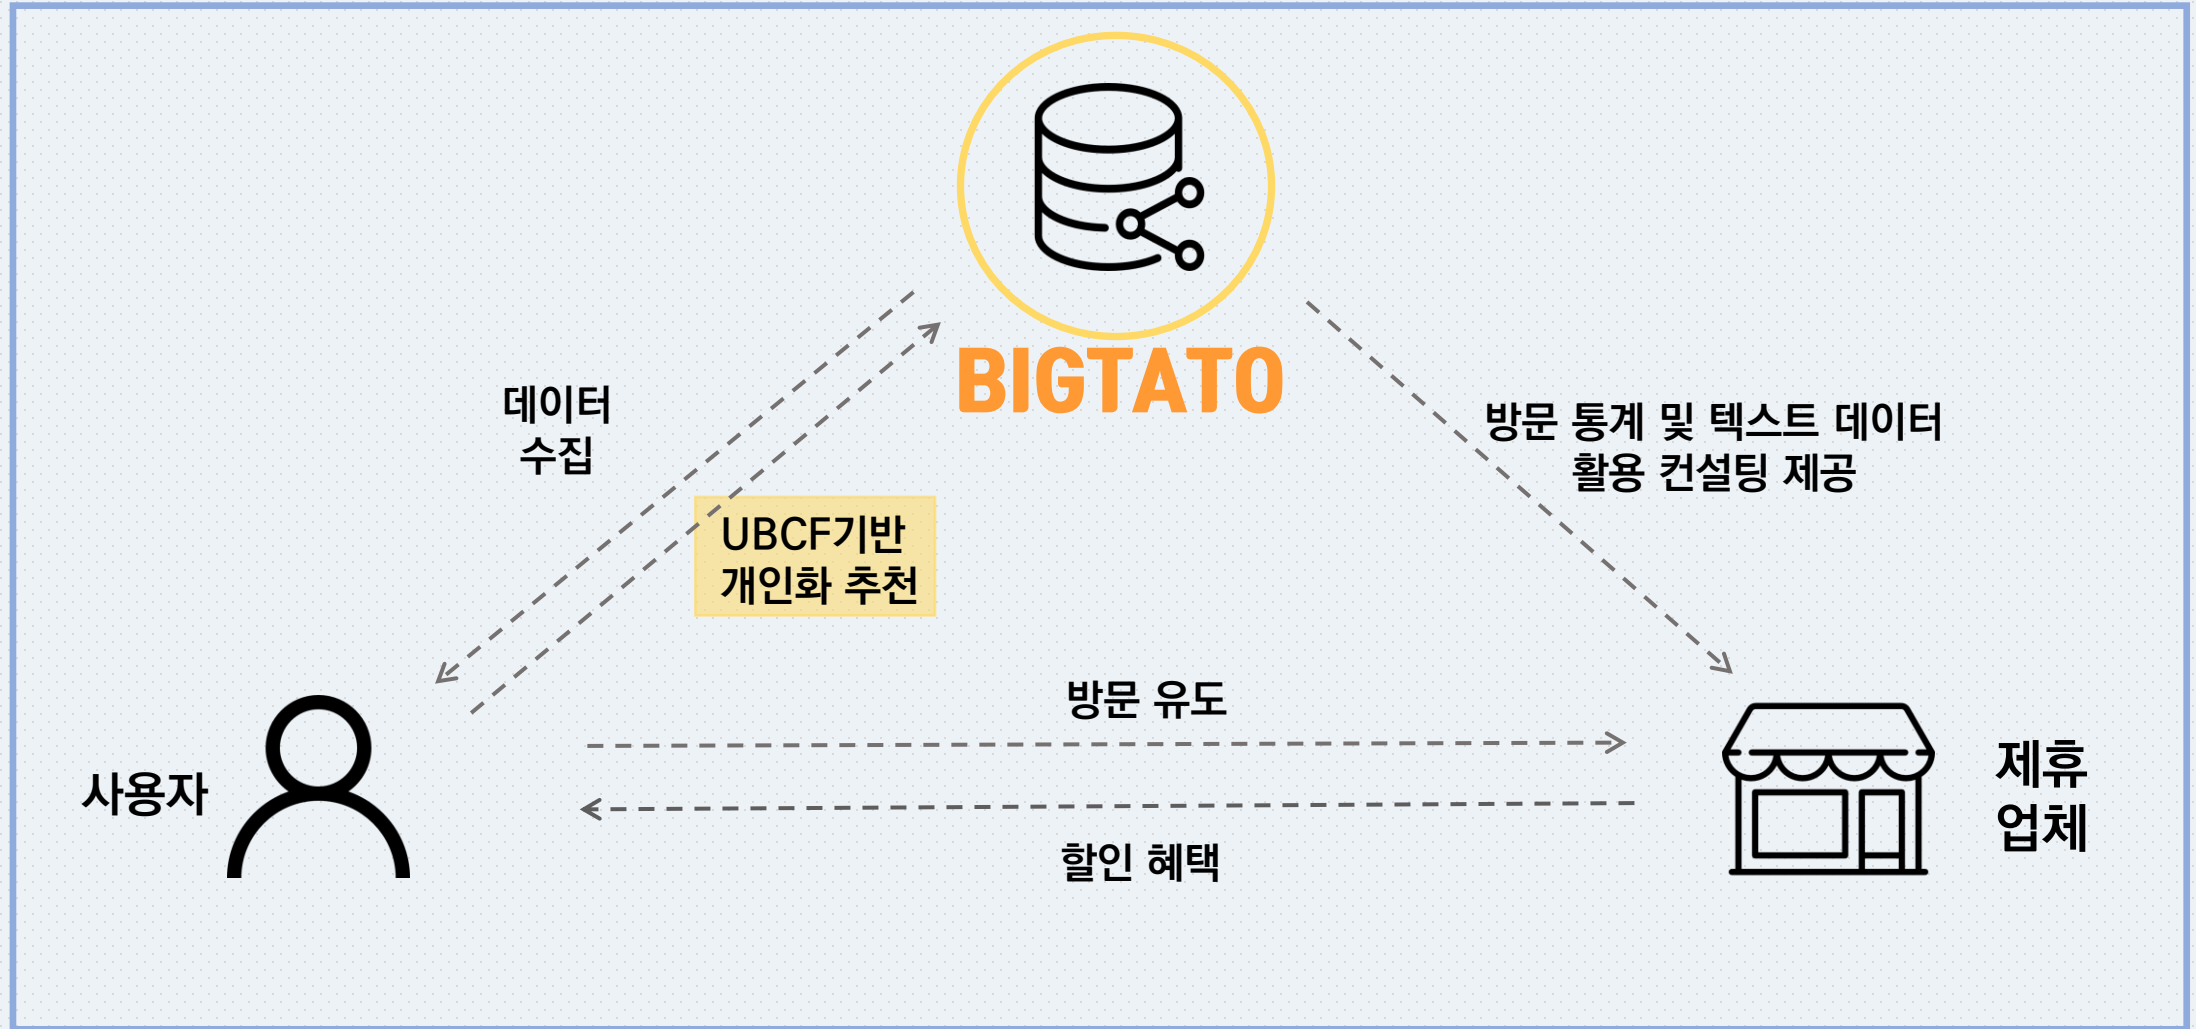 BIGTATO
데이터
수집
방문 통계 및 텍스트 데이터
활용 컨설팅 제공
UBCF기반
개인화 추천
방문 유도
사용자
제휴
업체
할인 혜택